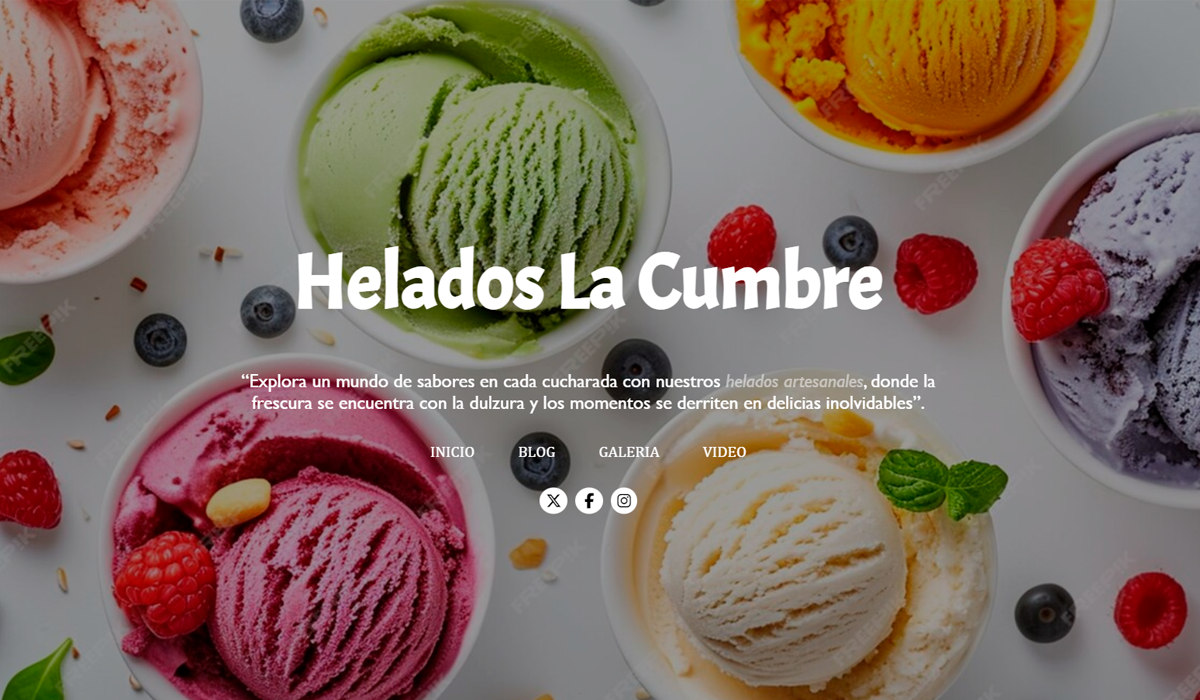 Helados La Cumbre
“Explora un mundo de sabores en cada cucharada con nuestros helados artesanales, donde la
frescura se encuentra con la dulzura y los momentos se derriten en delicias inolvidables”.
INICIO BLOG GALERIA VIDEO
FREEPIK